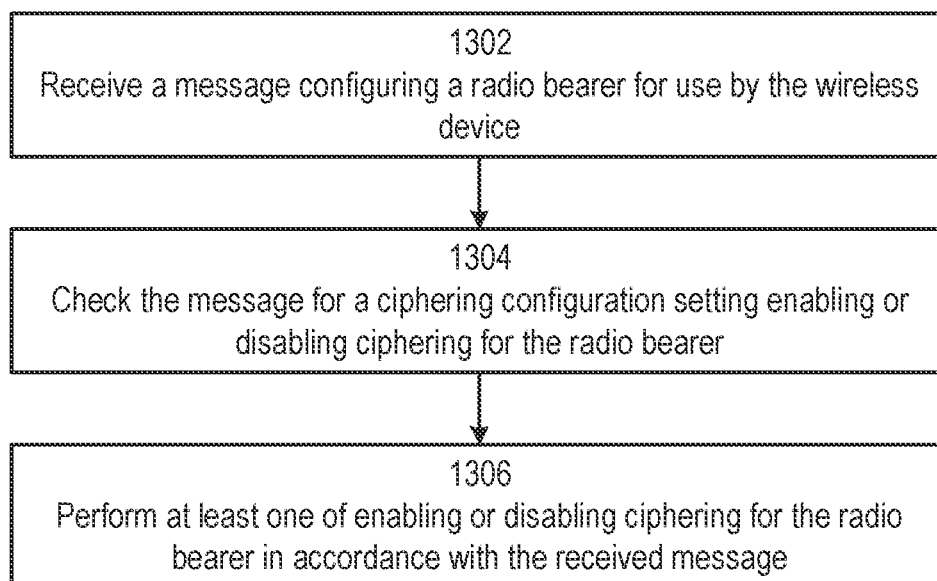 1302
Receive a message configuring a radio bearer for use by the wireless
device
1304
Check the message for a ciphering configuration setting enabling or
disabling ciphering for the radio bearer
1306
Perform at least one of enabling or disabling ciphering for the radio
bearer in accordance with the received message